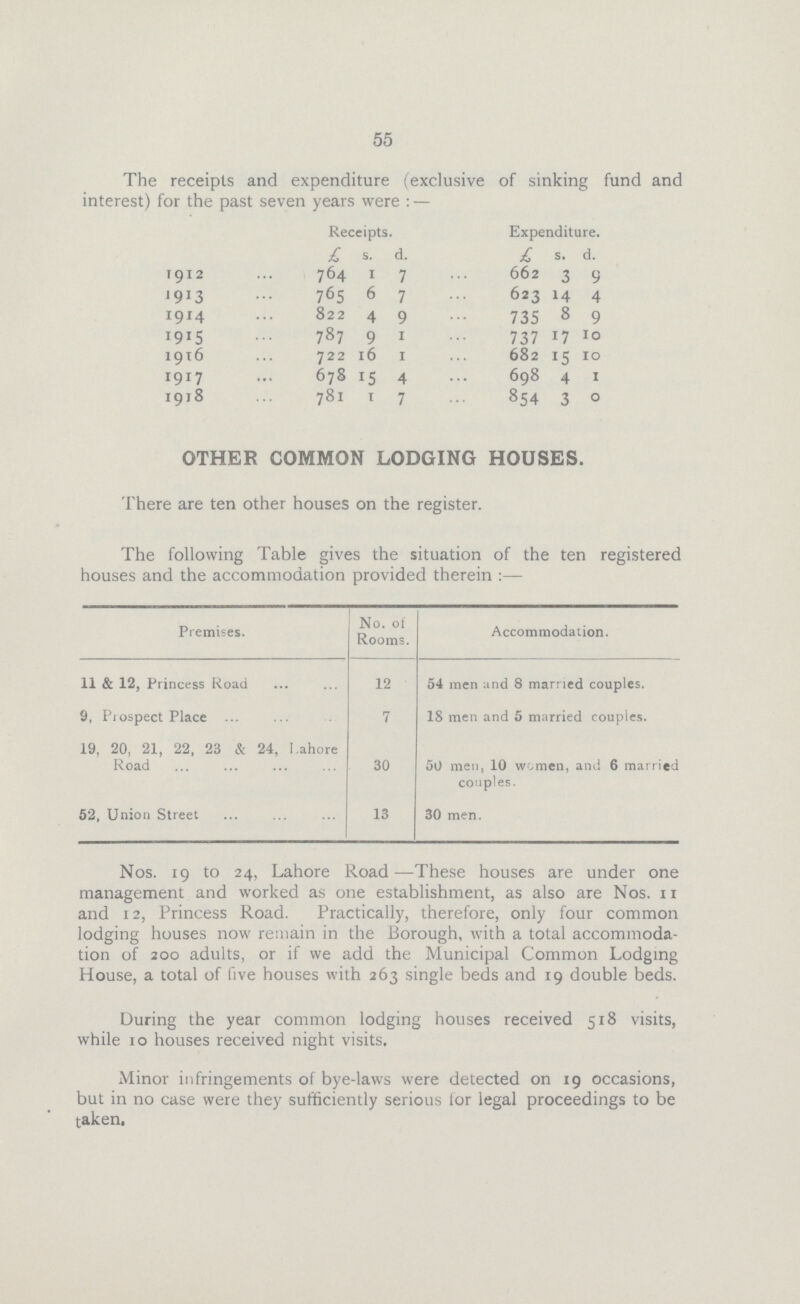 55
The receipts and expenditure (exclusive of sinking fund and
interest) for the past seven years were : —
Receipts. Expenditure.
£ s. d. £ s. d.
1912 ... 764 1 7 ... 662 3 9
1913 ... 765 6 7 ... 623 14 4
1914 ... 822 4 9 ... 735 8 9
1915 ... 787 9 1 ... 737 17 10
1916 ... 722 16 1 ... 682 15 10
1917 ... 678 15 4 ... 698 4 1
1918 ... 781 1 7 ... 854 3 0
OTHER COMMON LODGING HOUSES.
There are ten other houses on the register.
The following Table gives the situation of the ten registered
houses and the accommodation provided therein :—
Premises. No. of Rooms. Accommodation.
11 & 12, Princess Road ... ... 12 54 men and 8 married couples.
9, Prospect Place ... ... .. 7 18 men and 5 married couples.
19, 20, 21, 22, 23 & 24, Lahore
Road ... ... ... ... 30 50 men, 10 women, and 6 married
couples.
52, Union Street ... ... ... 13 30 men.
Nos. 19 to 24, Lahore Road —These houses are under one
management and worked as one establishment, as also are Nos. 11
and 12, Princess Road. Practically, therefore, only four common
lodging houses now remain in the Borough, with a total accommoda-
tion of 200 adults, or if we add the Municipal Common Lodging
House, a total of five houses with 263 single beds and 19 double beds.
During the year common lodging houses received 518 visits,
while 10 houses received night visits.
Minor infringements of bye-laws were detected on 19 occasions,
but in no case were they sufficiently serious for legal proceedings to be
taken.